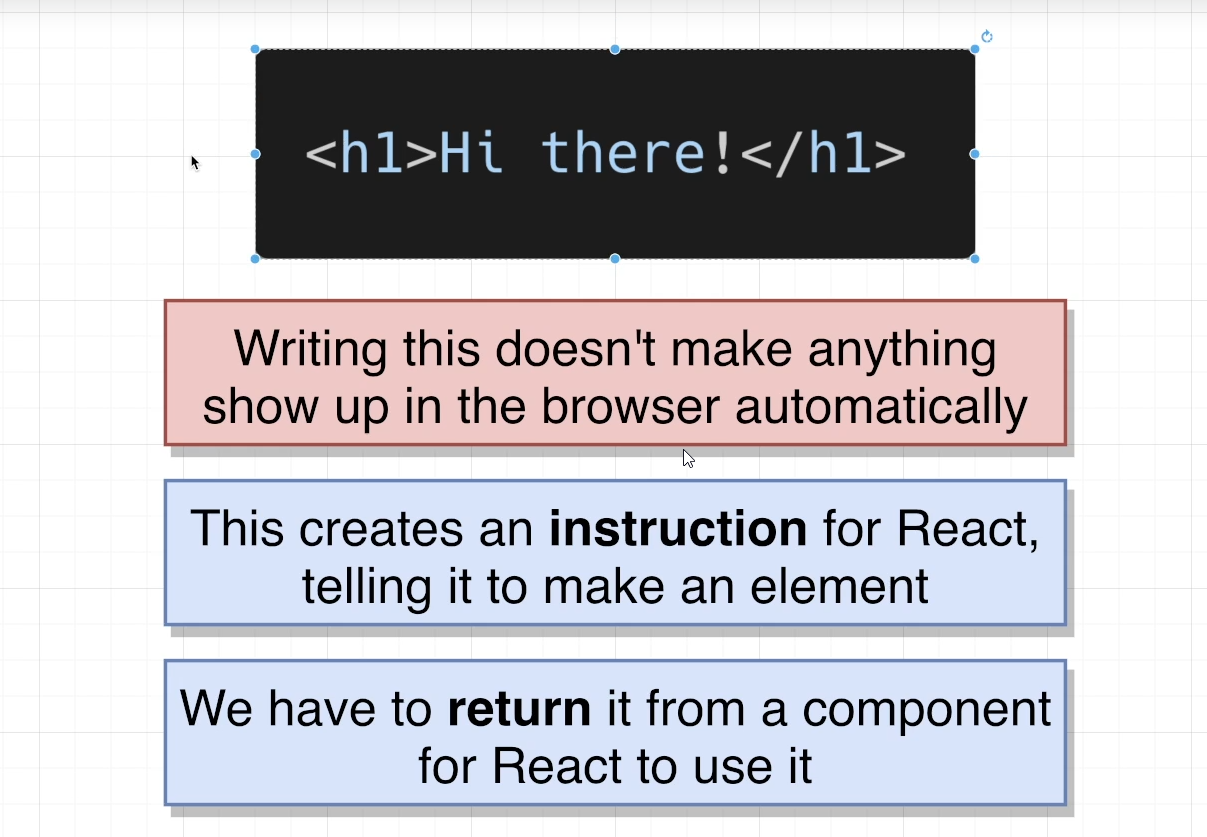 <h1>Hi there!</h1>
Writing this doesn't make anything
show up in the browser automatically
This creates an instruction for React,
telling it to make an element
We have to return it from a component
for React to use it